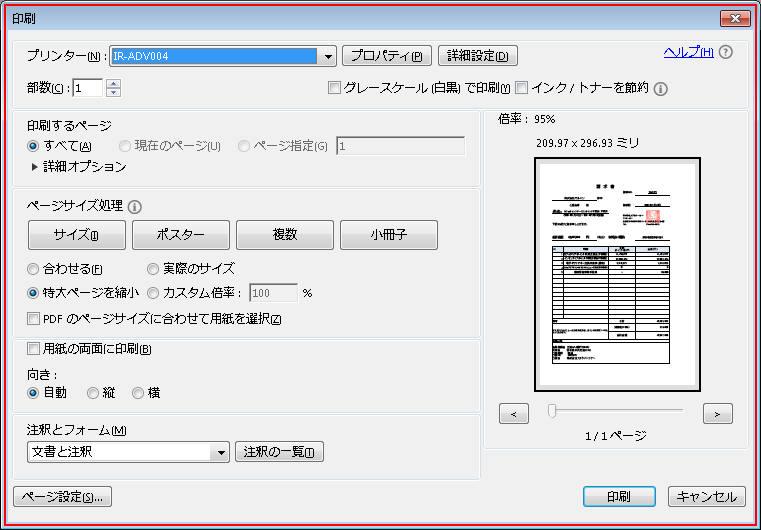 印刷
プリンター(N): IR-ADV004 プロパティ(P) 詳細設定(D) ヘルプ(H)
部数(C): 1 グレースケール (白黒) で印刷(Y) インク / トナーを節約
印刷するページ
すべて(A) 現在のページ(U) ページ指定(G) 1
詳細オプション
ページサイズ処理
サイズ(I) ポスター 複数 小冊子
合わせる(F) 実際のサイズ
特大ページを縮小 カスタム倍率: 100 %
PDF のページサイズに合わせて用紙を選択(Z)
用紙の両面に印刷(B)
向き:
自動 縦 横
注釈とフォーム(M)
文書と注釈 注釈の一覧(T)
倍率: 95%
209.97 x 296.93 ミリ
請求書
< >
1 / 1 ページ
ページ設定(S)... 印刷 キャンセル